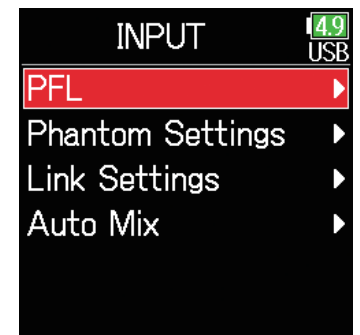 INPUT
4.9
USB
PFL
Phantom Settings
Link Settings
Auto Mix